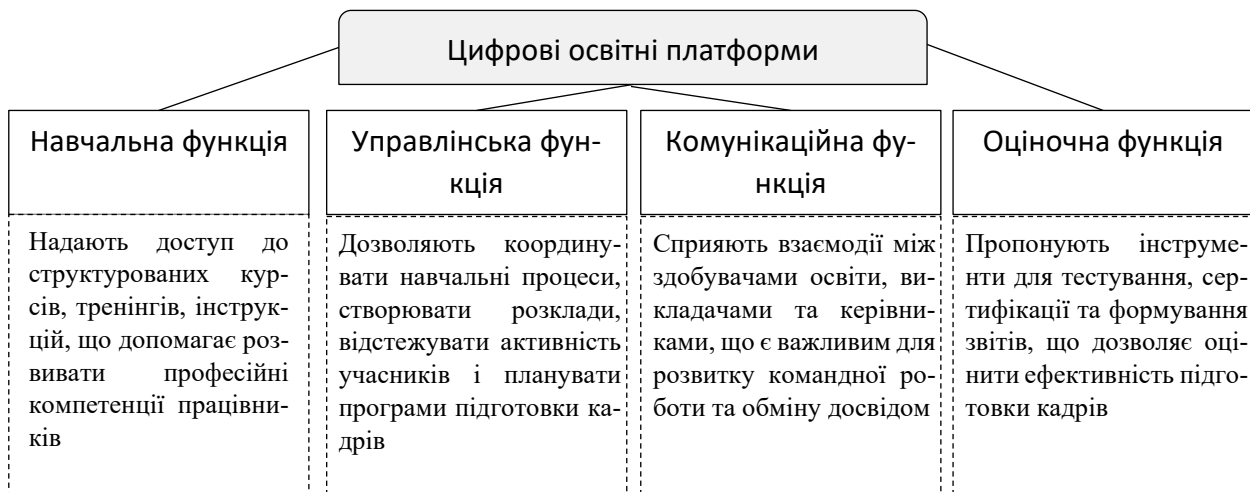 Цифрові освітні платформи
Навчальна функція
Надають доступ до
структурованих кур-
сів, тренінгів, інструк-
цій, що допомагає роз-
вивати професійні
компетенції працівни-
ків
Управлінська фун-
кція
Дозволяють координу-
вати навчальні процеси,
створювати розклади,
відстежувати активність
учасників і планувати
програми підготовки ка-
дрів
Комунікаційна фу-
нкція
Сприяють взаємодії між
здобувачами освіти, ви-
кладачами та керівни-
ками, що є важливим для
розвитку командної ро-
боти та обміну досвідом
Оціночна функція
Пропонують інструме-
нти для тестування, сер-
тифікації та формування
звітів, що дозволяє оці-
нити ефективність підго-
товки кадрів